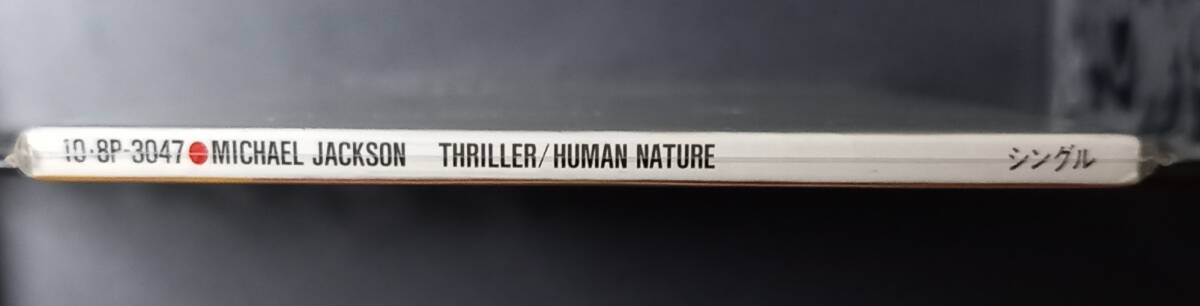 10・8P-3047●MICHAEL JACKSON THRILLER/HUMAN NATURE シングル